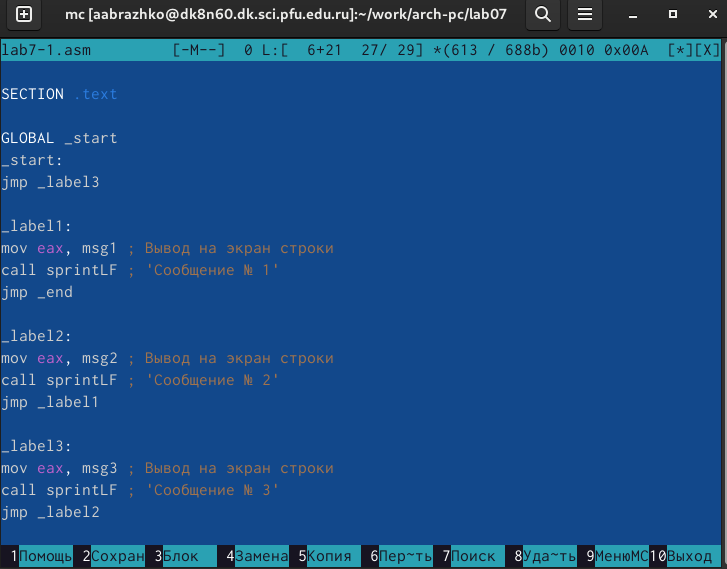 mc [aabrazhko@dk8n60.dk.sci.pfu.edu.ru]:~/work/arch-pc/lab07
lab7-1.asm [-M--] 0 L:[ 6+21 27/ 29] *(613 / 688b) 0010 0x00A [*][X]
SECTION .text
GLOBAL _start
_start:
jmp _label3
_label1:
mov eax, msg1 ; Вывод на экран строки
call sprintLF ; 'Сообщение № 1'
jmp _end
_label2:
mov eax, msg2 ; Вывод на экран строки
call sprintLF ; 'Сообщение № 2'
jmp _label1
_label3:
mov eax, msg3 ; Вывод на экран строки
call sprintLF ; 'Сообщение № 3'
jmp _label2
1Помощь 2Сохран 3Блок 4Замена 5Копия 6Пер~ть 7Поиск 8Уда~ть 9МенюМС 10Выход